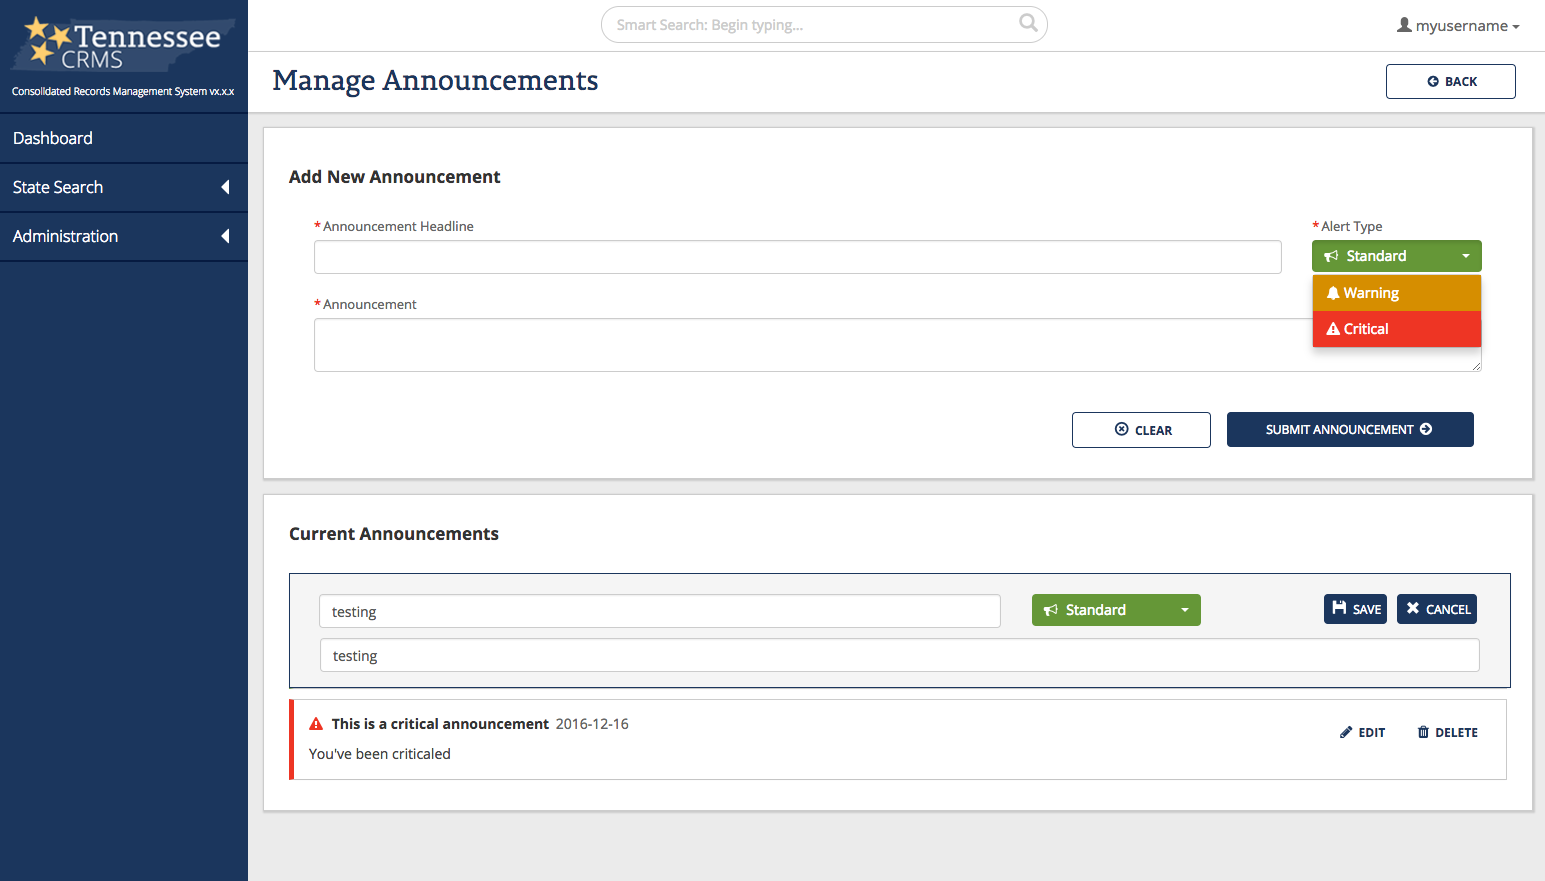 Tennessee
CRMS
Consolidated Records Management System vx.x.x
Dashboard
State Search
Administration
Smart Search: Begin typing...
myusername
Manage Announcements
BACK
Add New Announcement
*Announcement Headline
*Alert Type
Standard
Warning
Critical
*Announcement
CLEAR
SUBMIT ANNOUNCEMENT
Current Announcements
testing
Standard
SAVE
CANCEL
testing
This is a critical announcement 2016-12-16
EDIT
DELETE
You've been criticaled